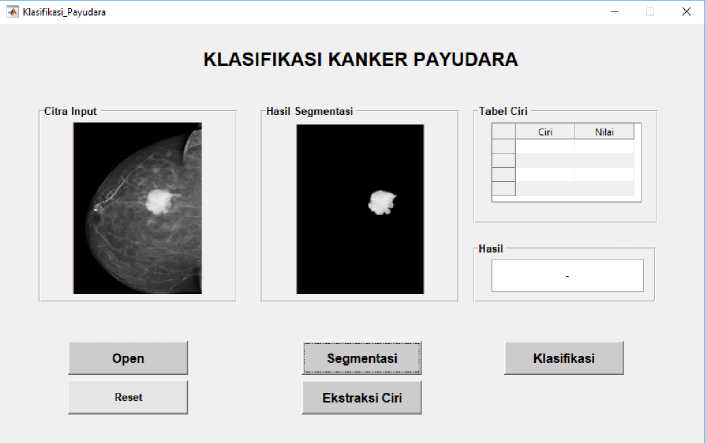 Klasifikasi_Payudara
KLASIFIKASI KANKER PAYUDARA
Citra Input
Hasil Segmentasi
Tabel Ciri
Ciri Nilai
Hasil
-
Open
Segmentasi
Klasifikasi
Reset
Ekstraksi Ciri